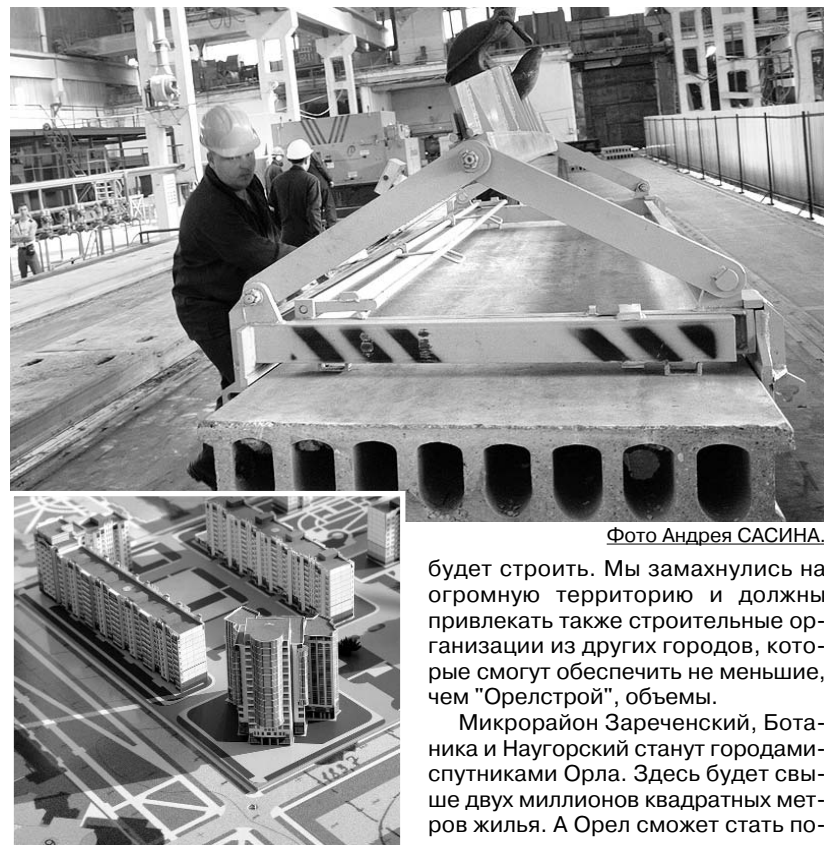 Фото Андрея САСИНА.
будет строить. Мы замахнулись на
огромную территорию и должны
привлекать также строительные ор-
ганизации из других городов, кото-
рые смогут обеспечить не меньшие,
чем "Орелстрой", объемы.
Микрорайон Зареченский, Бота-
ника и Наугорский станут городами-
спутниками Орла. Здесь будет свы-
ше двух миллионов квадратных мет-
ров жилья. А Орел сможет стать по-